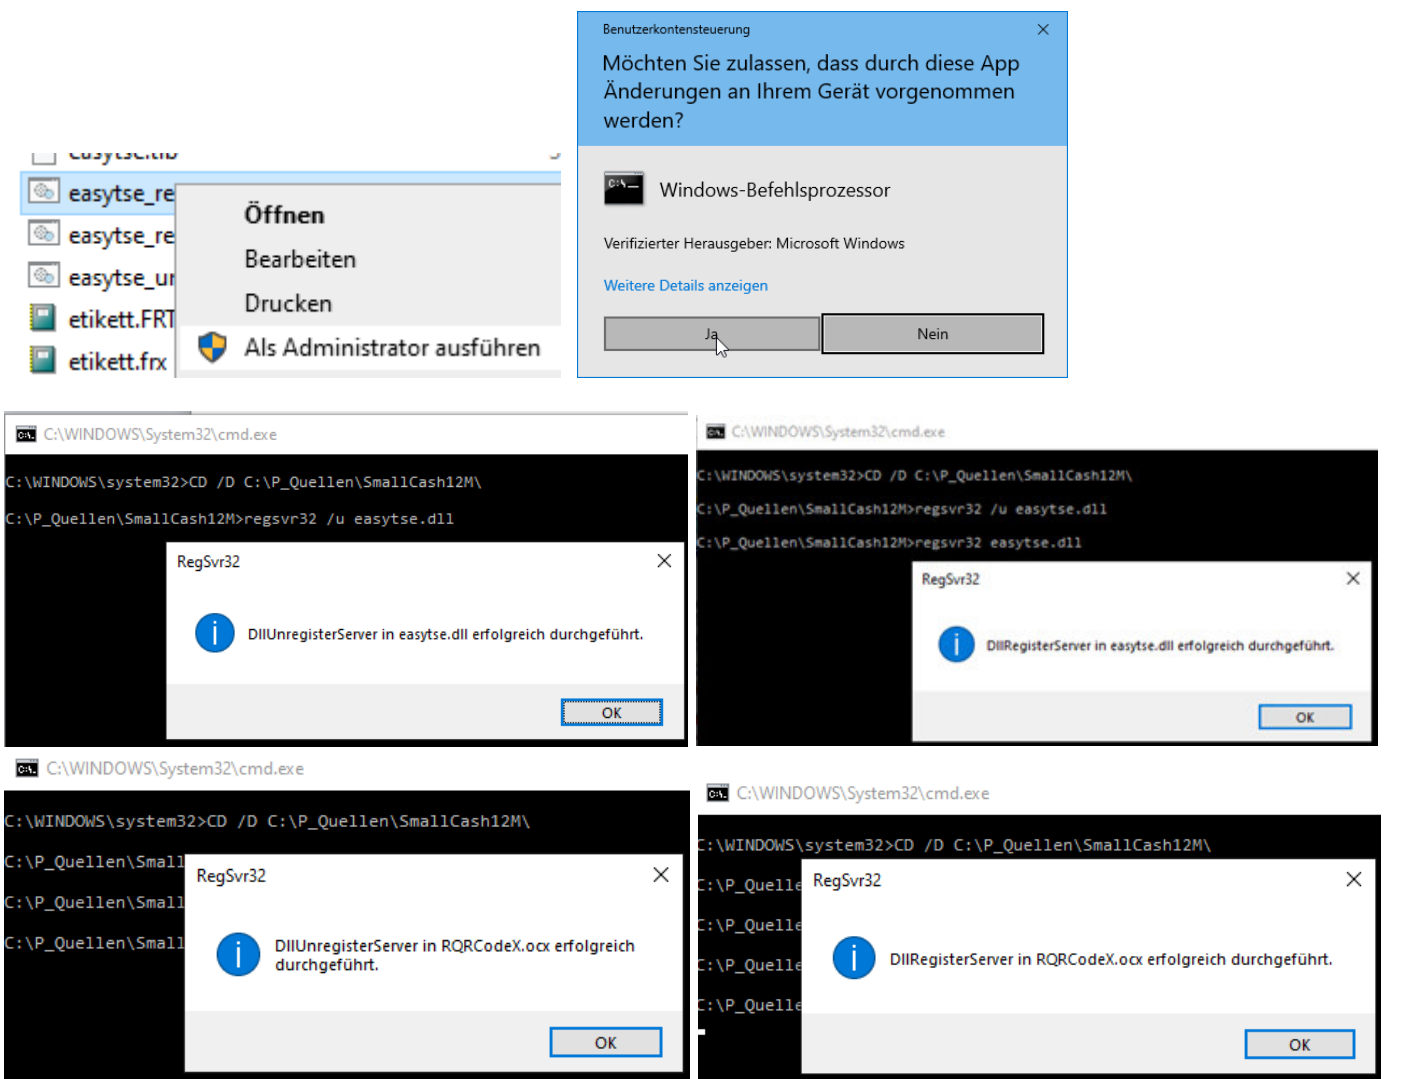 easytse.lib
easytse_re
easytse_re
easytse_un
etikett.FRT
etikett.frx
Öffnen
Bearbeiten
Drucken
Als Administrator ausführen
Benutzerkontensteuerung
Möchten Sie zulassen, dass durch diese App
Änderungen an Ihrem Gerät vorgenommen
werden?
Windows-Befehlsprozessor
Verifizierter Herausgeber: Microsoft Windows
Weitere Details anzeigen
Ja
Nein
C:\WINDOWS\System32\cmd.exe
C:\WINDOWS\system32>CD /D C:\P_Quellen\SmallCash12M\
C:\P_Quellen\SmallCash12M>regsvr32 /u easytse.dll
RegSvr32
DllUnregisterServer in easytse.dll erfolgreich durchgeführt.
OK
C:\WINDOWS\System32\cmd.exe
C:\WINDOWS\system32>CD /D C:\P_Quellen\SmallCash12M\
C:\P_Quellen\SmallCash12M>regsvr32 /u easytse.dll
C:\P_Quellen\SmallCash12M>regsvr32 easytse.dll
RegSvr32
DllRegisterServer in easytse.dll erfolgreich durchgeführt.
OK
C:\WINDOWS\System32\cmd.exe
C:\WINDOWS\system32>CD /D C:\P_Quellen\SmallCash12M\
C:\P_Quellen\Small
C:\P_Quellen\Small
C:\P_Quellen\Small
RegSvr32
DllUnregisterServer in RQRCodeX.ocx erfolgreich
durchgeführt.
OK
C:\WINDOWS\System32\cmd.exe
C:\WINDOWS\system32>CD /D C:\P_Quellen\SmallCash12M\
C:\P_Quelle
C:\P_Quelle
C:\P_Quelle
C:\P_Quelle
RegSvr32
DllRegisterServer in RQRCodeX.ocx erfolgreich durchgeführt.
OK